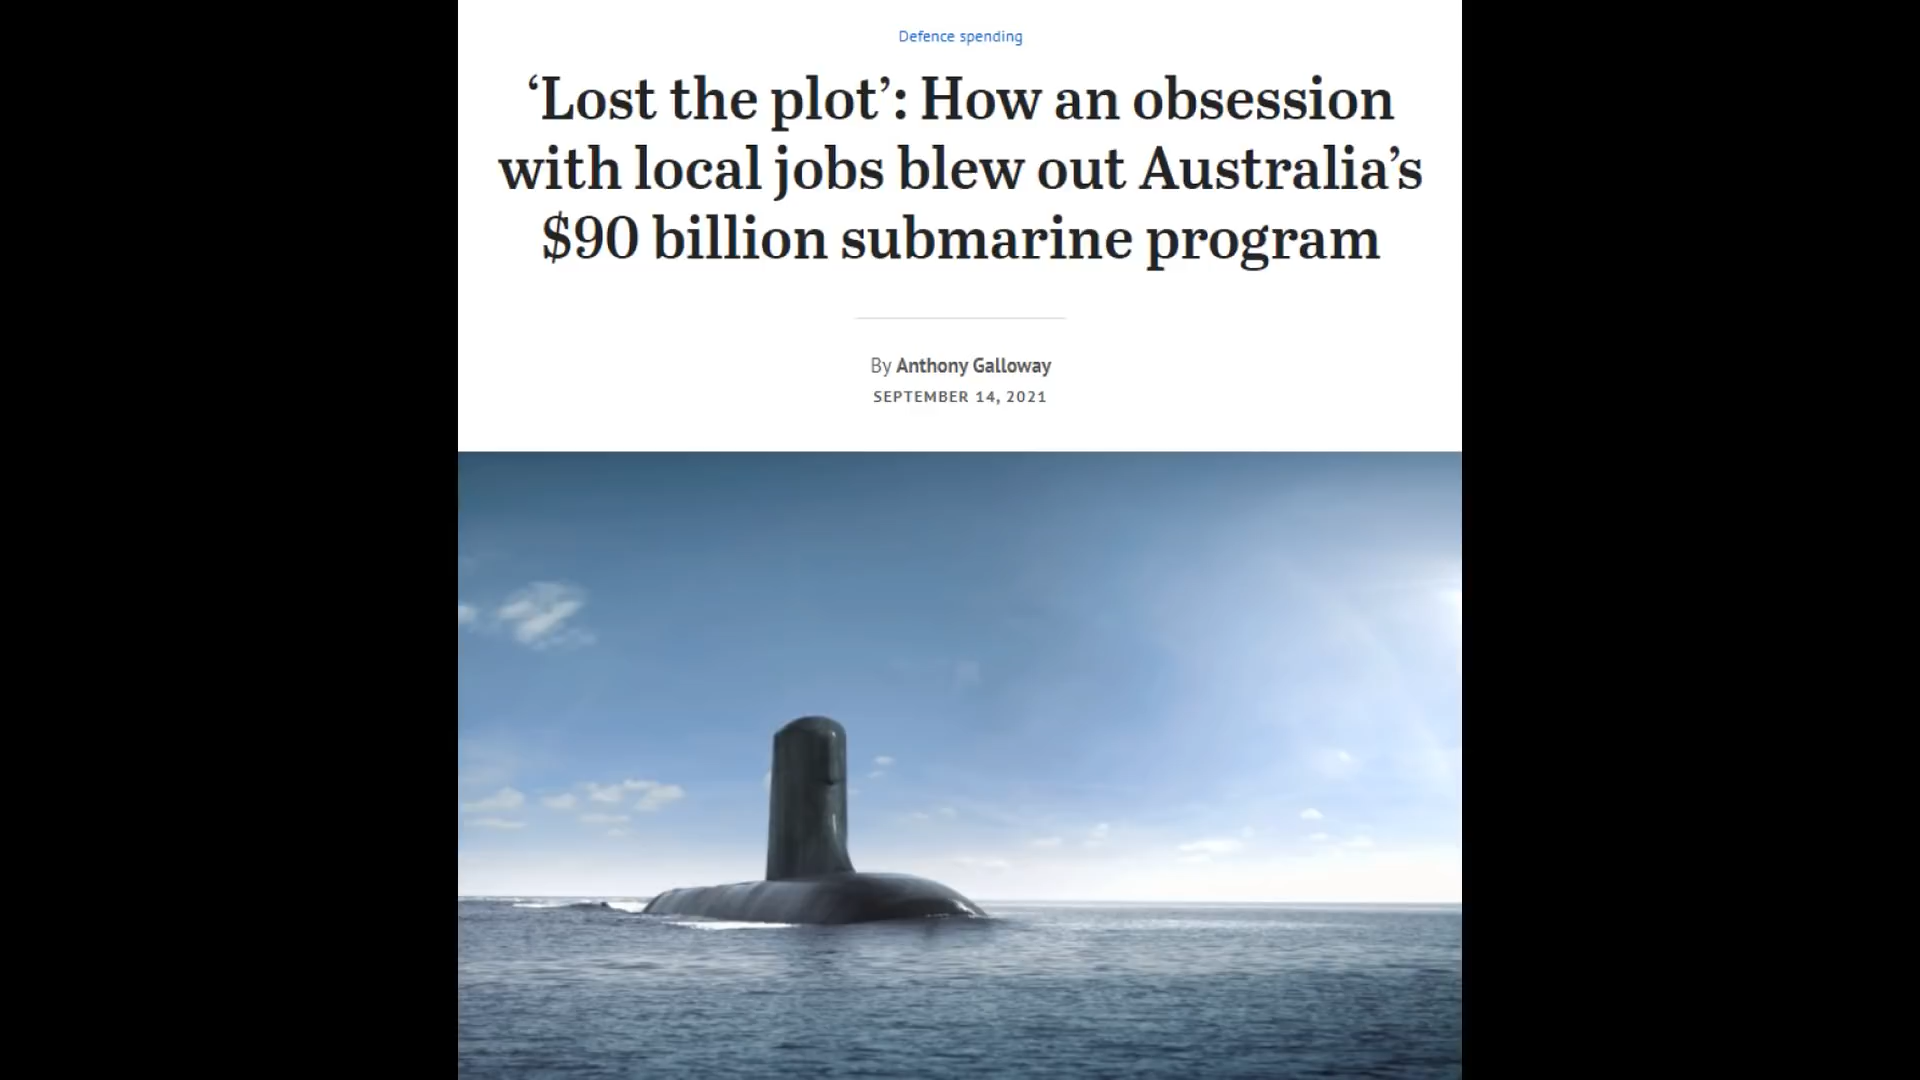 Defence spending
‘Lost the plot’: How an obsession
with local jobs blew out Australia’s
$90 billion submarine program
By Anthony Galloway
SEPTEMBER 14, 2021